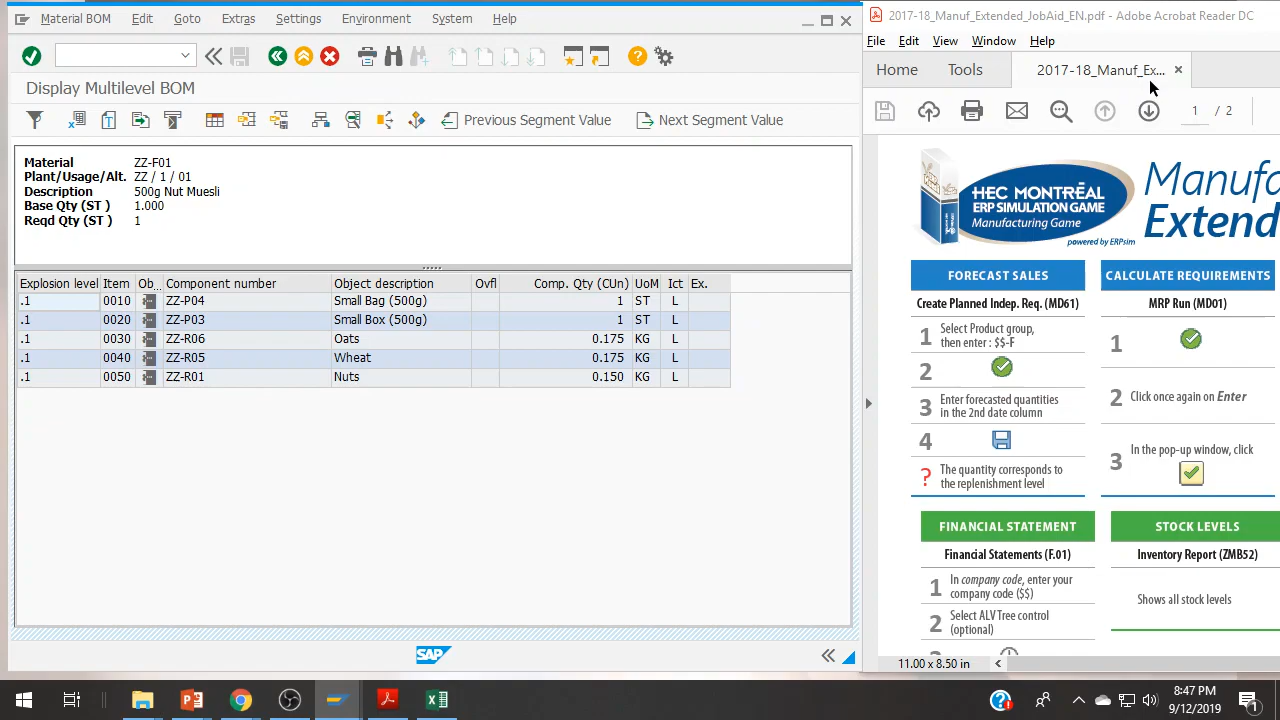 Material BOM Edit Goto Extras Settings Environment System Help
Display Multilevel BOM
Previous Segment Value Next Segment Value
Material ZZ-F01
Plant/Usage/Alt. ZZ / 1 / 01
Description 500g Nut Muesli
Base Qty (ST ) 1.000
Reqd Qty (ST ) 1
Explosion level Item Ob... Component number Object description Ovfl Comp. Qty (CUn) UoM Ict Ex.
.1 0010 ZZ-P04 Small Bag (500g) 1 ST L
.1 0020 ZZ-P03 Small Box (500g) 1 ST L
.1 0030 ZZ-R06 Oats 0.175 KG L
.1 0040 ZZ-R05 Wheat 0.175 KG L
.1 0050 ZZ-R01 Nuts 0.150 KG L
SAP
2017-18_Manuf_Extended_JobAid_EN.pdf - Adobe Acrobat Reader DC
File Edit View Window Help
Home Tools 2017-18_Manuf_Ex... ×
1 / 2
HEC MONTRÉAL
ERP SIMULATION GAME
Manufacturing Game
powered by ERPsim
Manufa
Extend
FORECAST SALES
Create Planned Indep. Req. (MD61)
1 Select Product group,
then enter : $$-F
2
3 Enter forecasted quantities
in the 2nd date column
4
? The quantity corresponds to
the replenishment level
CALCULATE REQUIREMENTS
MRP Run (MD01)
1
2 Click once again on Enter
3 In the pop-up window, click
FINANCIAL STATEMENT
Financial Statements (F.01)
1 In company code, enter your
company code ($$)
2 Select ALV Tree control
(optional)
STOCK LEVELS
Inventory Report (ZMB52)
Shows all stock levels
11.00 x 8.50 in
8:47 PM
9/12/2019
1